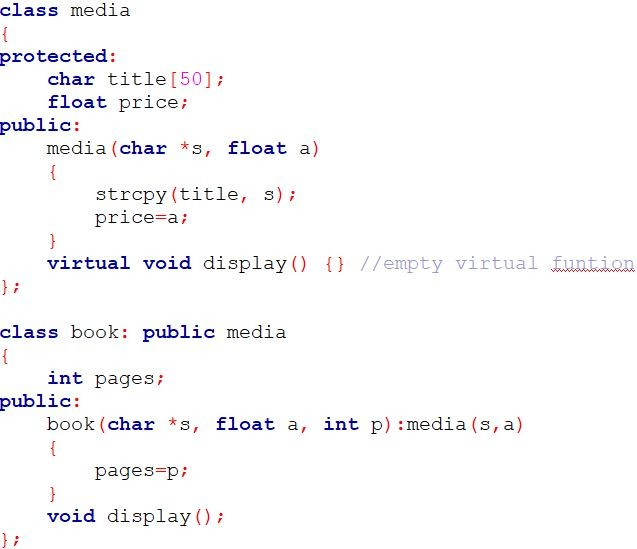 class media
{
protected:
    char title[50];
    float price;
public:
    media(char *s, float a)
    {
        strcpy(title, s);
        price=a;
    }
    virtual void display() {} //empty virtual funtion
};

class book: public media
{
    int pages;
public:
    book(char *s, float a, int p):media(s,a)
    {
        pages=p;
    }
    void display();
};